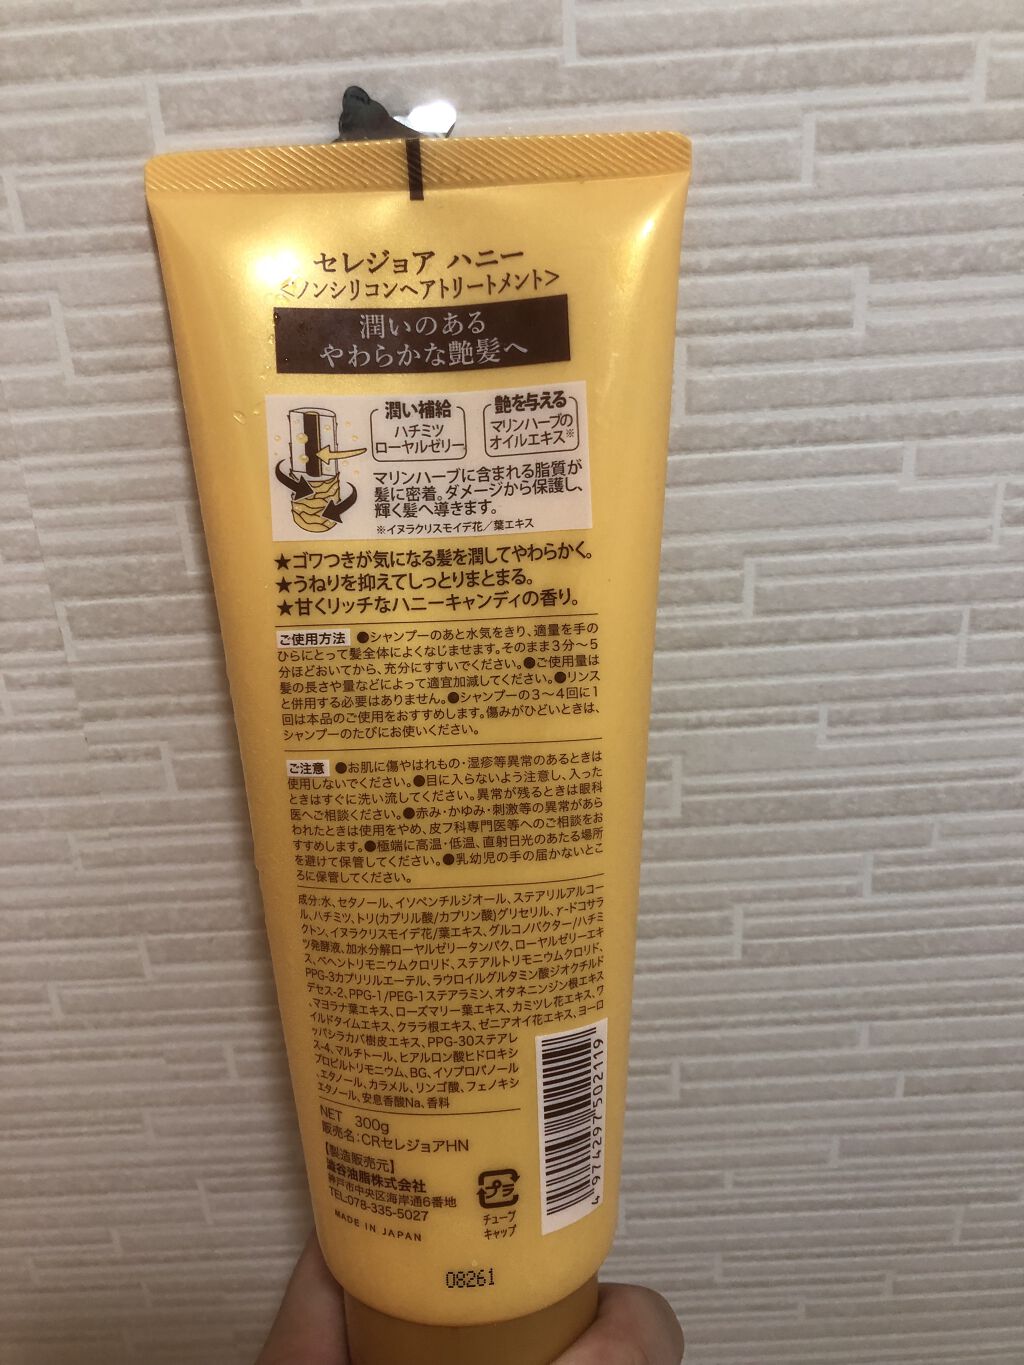 セレジョア ハニー
<ノンシリコンヘアトリートメント>
潤いのある
やわらかな艶髪へ
潤い補給
ハチミツ
ローヤルゼリー
艶を与える
マリンハーブの
オイルエキス※
マリンハーブに含まれる脂質が
髪に密着。ダメージから保護し、
輝く髪へ導きます。
※イヌラクリスモイデ花/葉エキス
★ゴワつきが気になる髪を潤してやわらかく。
★うねりを抑えてしっとりまとまる。
★甘くリッチなハニーキャンディの香り。
ご使用方法 ●シャンプーのあと水気をきり、適量を手の
ひらにとって髪全体によくなじませます。そのまま3分〜5
分ほどおいてから、充分にすすいでください。●ご使用量は
髪の長さや量などによって適宜加減してください。●リンス
と併用する必要はありません。●シャンプーの3〜4回に1
回は本品のご使用をおすすめします。傷みがひどいときは、
シャンプーのたびにお使いください。
ご注意 ●お肌に傷やはれもの・湿疹等異常のあるときは
使用しないでください。●目に入らないよう注意し、入った
ときはすぐに洗い流してください。異常が残るときは眼科
医へご相談ください。●赤み・かゆみ・刺激等の異常があら
われたときは使用をやめ、皮フ科専門医等へのご相談をお
すすめします。●極端に高温・低温、直射日光のあたる場所
を避けて保管してください。●乳幼児の手の届かないとこ
ろに保管してください。
成分:水、セタノール、イソペンチルジオール、ステアリルアルコー
ル、ハチミツ、トリ(カプリル酸/カプリン酸)グリセリル、γ-ドコサラ
クトン、イヌラクリスモイデ花/葉エキス、グルコノバクター/ハチミ
ツ発酵液、加水分解ローヤルゼリータンパク、ローヤルゼリーエキ
ス、ベヘントリモニウムクロリド、ステアルトリモニウムクロリド、
PPG-3カプリリルエーテル、ラウロイルグルタミン酸ジオクチルド
デセス-2、PPG-1/PEG-1ステアラミン、オタネニンジン根エキス
、マヨラナ葉エキス、ローズマリー葉エキス、カミツレ花エキス、ワ
イルドタイムエキス、クララ根エキス、ゼニアオイ花エキス、ヨーロ
ッパシラカバ樹皮エキス、PPG-30ステアレ
ス-4、マルチトール、ヒアルロン酸ヒドロキシ
プロピルトリモニウム、BG、イソプロパノール
、エタノール、カラメル、リンゴ酸、フェノキシ
エタノール、安息香酸Na、香料
NET 300g
販売名:CRセレジョアHN
【製造販売元】
澁谷油脂株式会社
神戸市中央区海岸通6番地
TEL:078-335-5027
MADE IN JAPAN
プラ
チューブ
キャップ
4974297502119
08261